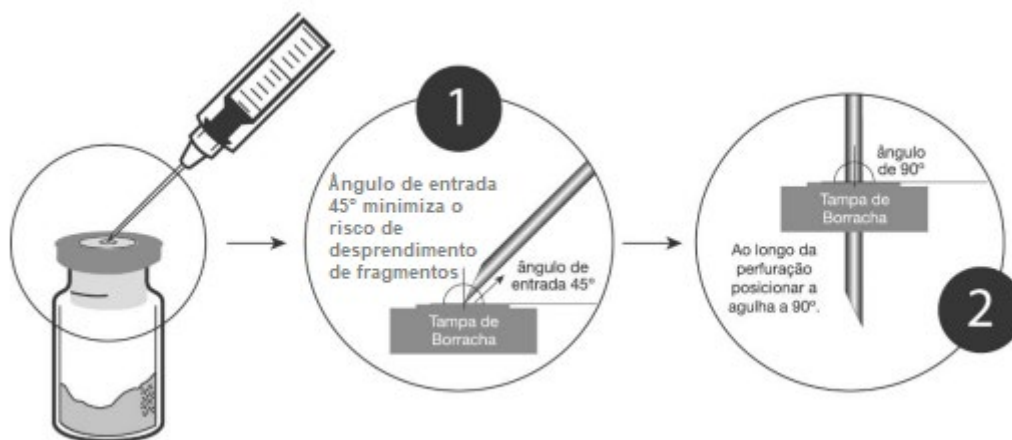 1
Ângulo de entrada
45° minimiza o
risco de
desprendimento
de fragmentos
ângulo de
entrada 45°
Tampa de
Borracha
ângulo
de 90º
Tampa de
Borracha
Ao longo da
perfuração
posicionar a
agulha a 90º.
2